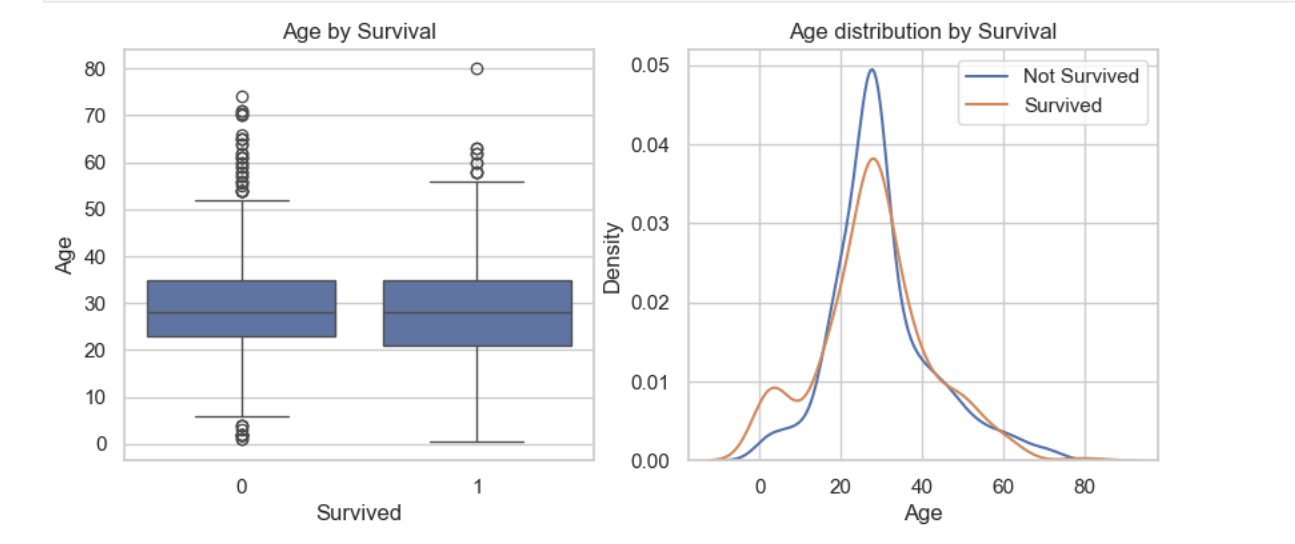 Age by Survival
80
70
60
50
40
30
20
10
0
Age
0
1
Survived
Age distribution by Survival
0.05
0.04
0.03
0.02
0.01
0.00
Density
Not Survived
Survived
0
20
40
60
80
Age